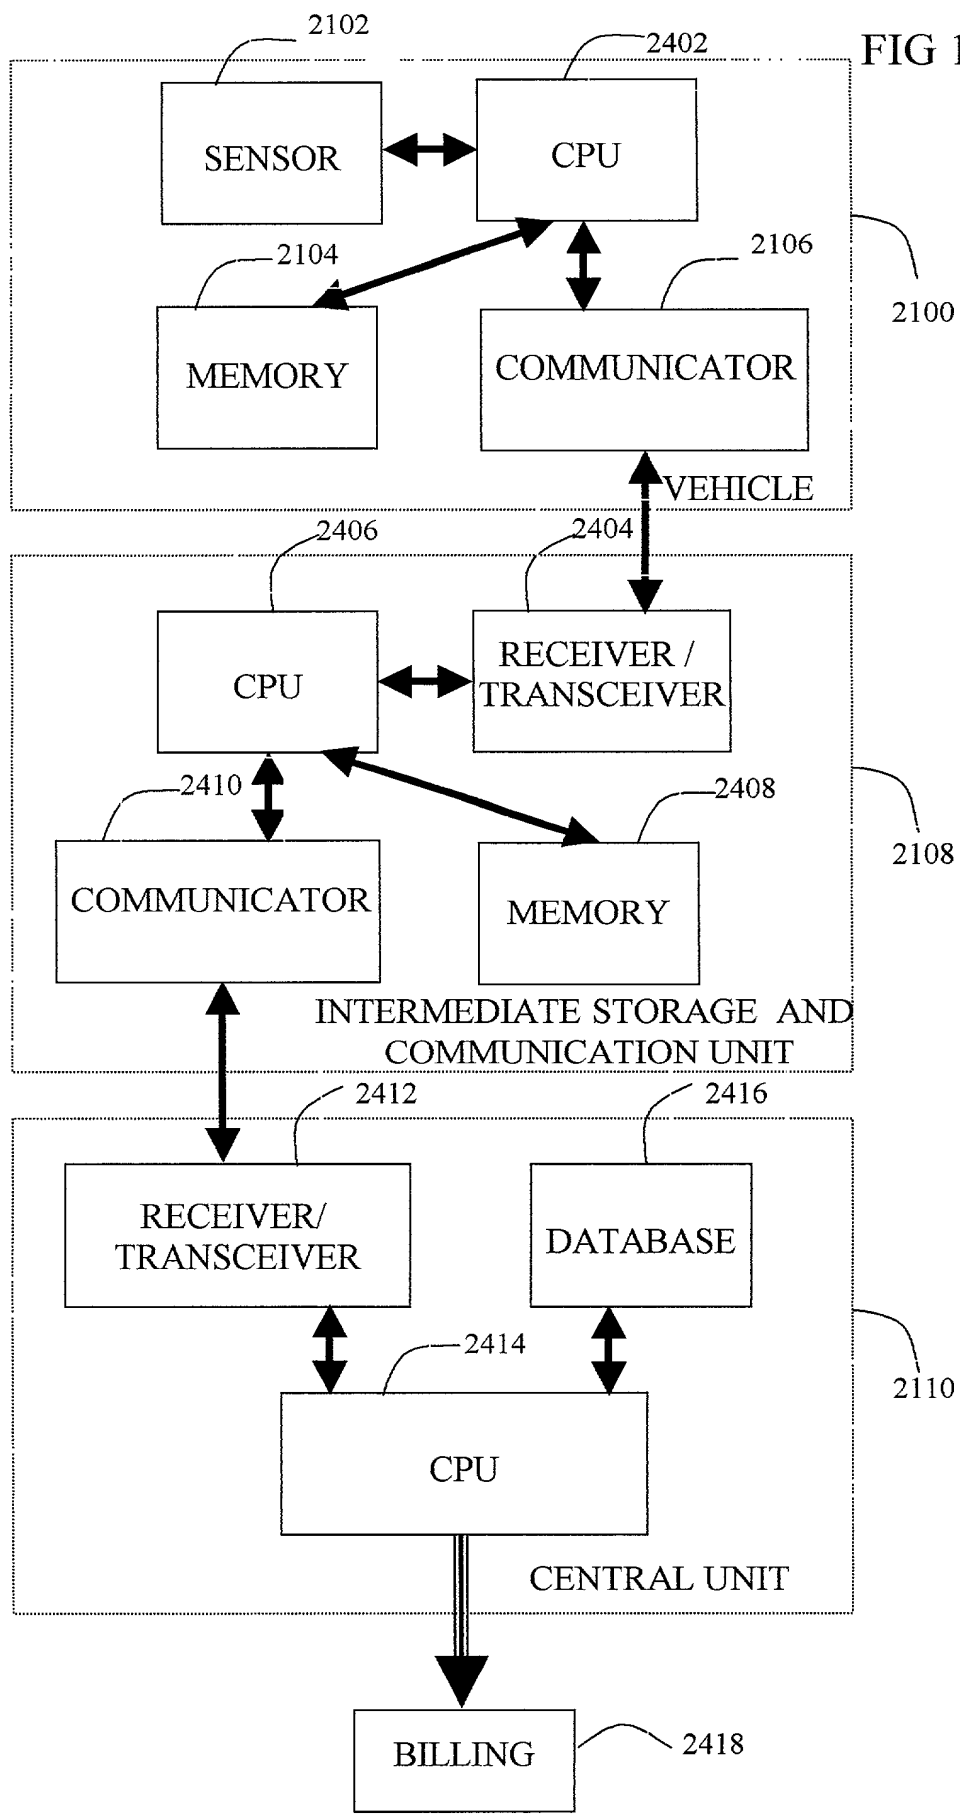 2102
2402
FIG 1
SENSOR
CPU
2104
2106
2100
MEMORY
COMMUNICATOR
VEHICLE
2406
2404
CPU
RECEIVER /
TRANSCEIVER
2410
2408
2108
COMMUNICATOR
MEMORY
INTERMEDIATE STORAGE AND
COMMUNICATION UNIT
2412
2416
RECEIVER/
TRANSCEIVER
DATABASE
2414
2110
CPU
CENTRAL UNIT
BILLING
2418